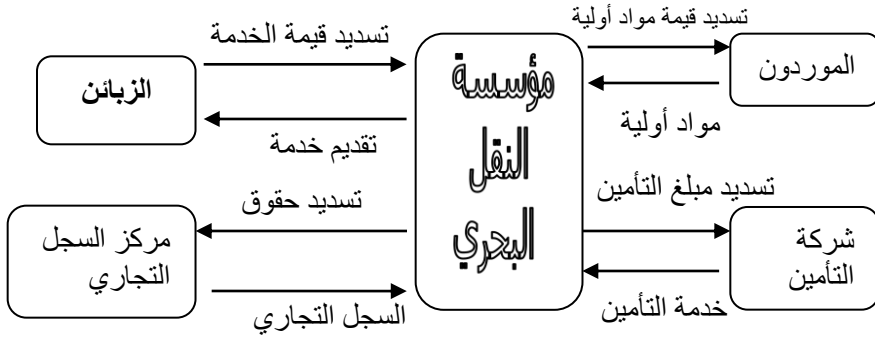 تسديد قيمة مواد أولية
تسديد قيمة الخدمة
الموردون
مؤسسة
النقل
البحري
الزبائن
مواد أولية
تقديم خدمة
تسديد مبلغ التأمين
تسديد حقوق
شركة
التأمين
مركز السجل
التجاري
خدمة التأمين
السجل التجاري